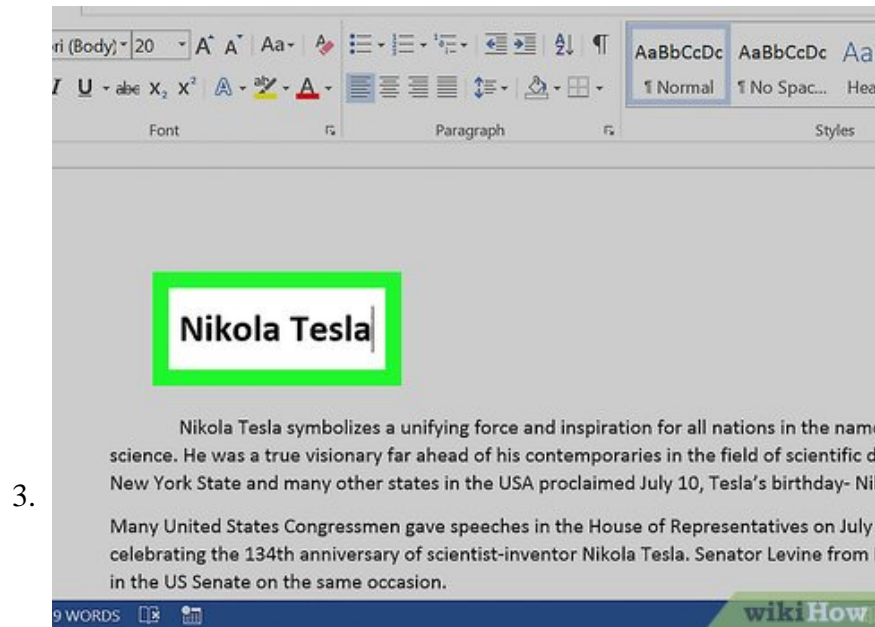 ri (Body) 20 A A Aa
I U abc X₂ X² A aby A
AaBbCcDc AaBbCcDc Aa
¶ Normal ¶ No Spac... Hea
Font Paragraph Styles
Nikola Tesla
Nikola Tesla symbolizes a unifying force and inspiration for all nations in the name
science. He was a true visionary far ahead of his contemporaries in the field of scientific d
New York State and many other states in the USA proclaimed July 10, Tesla's birthday- Ni
3.
Many United States Congressmen gave speeches in the House of Representatives on July
celebrating the 134th anniversary of scientist-inventor Nikola Tesla. Senator Levine from
in the US Senate on the same occasion.
9 WORDS
wikiHow